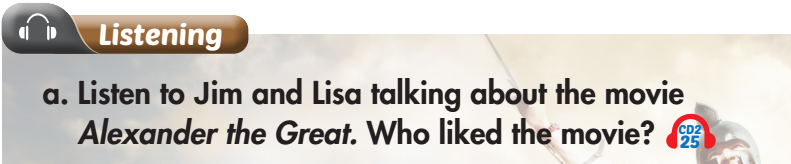 Listening
a. Listen to Jim and Lisa talking about the movie
Alexander the Great. Who liked the movie? CD2
25